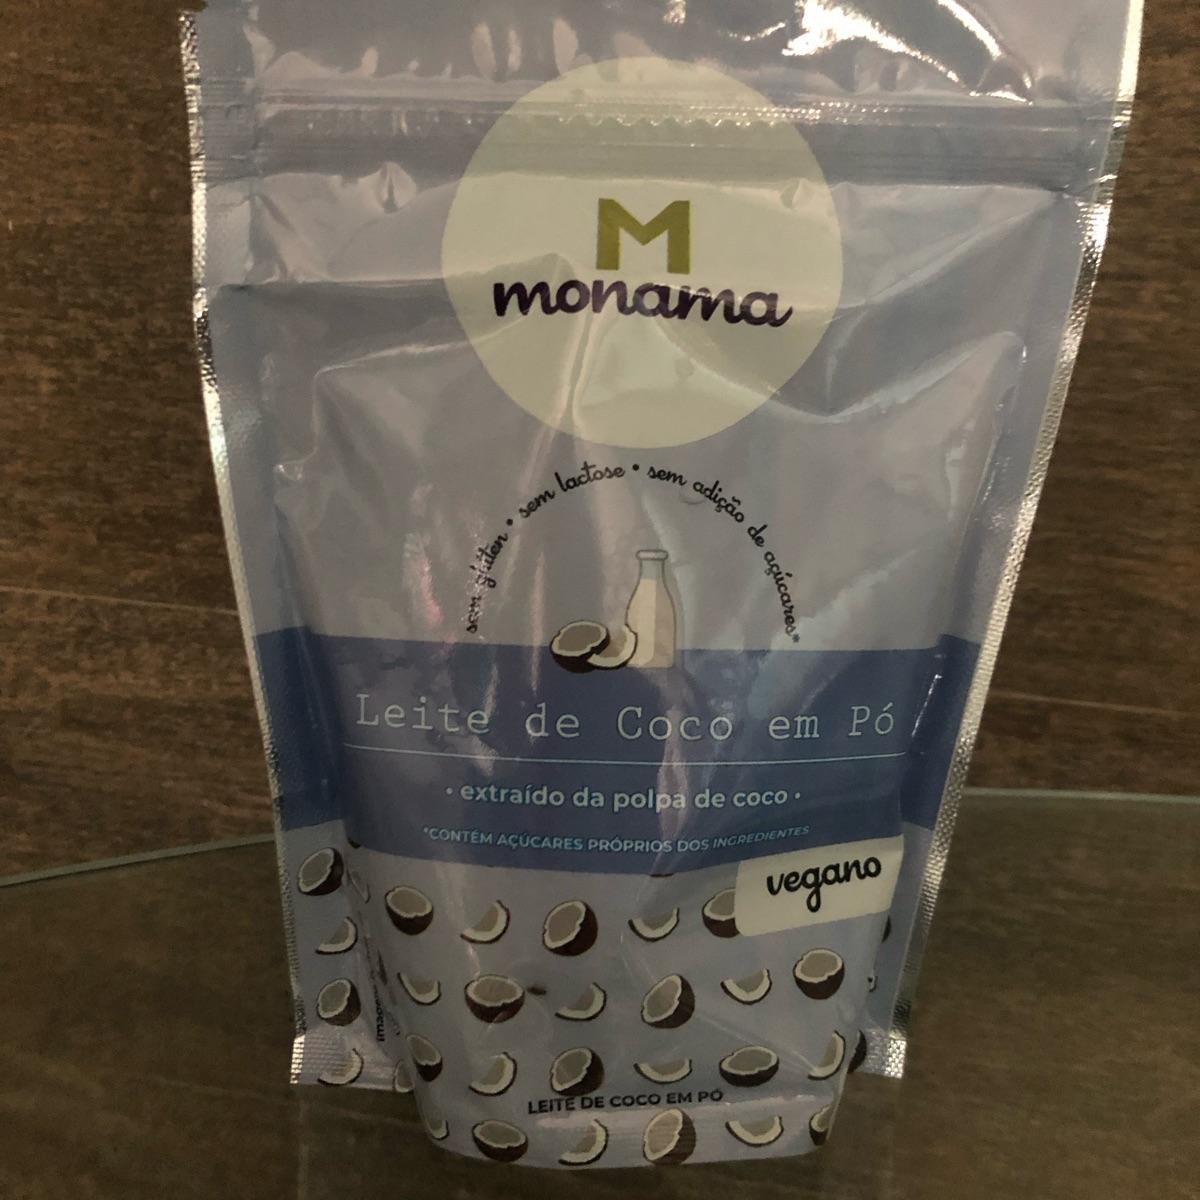 M
monama
sem glúten • sem lactose • sem adição de açúcares*
Leite de Coco em Pó
• extraído da polpa de coco •
*CONTÉM AÇÚCARES PRÓPRIOS DOS INGREDIENTES
vegano
LEITE DE COCO EM PÓ